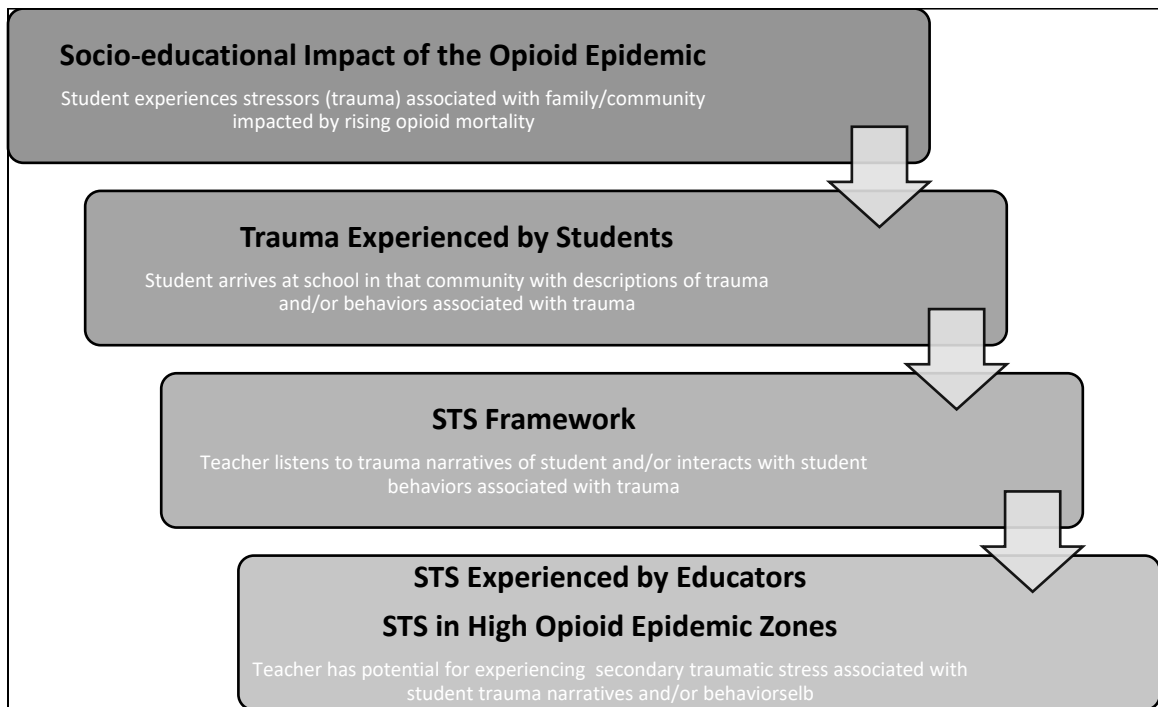 Socio-educational Impact of the Opioid Epidemic
Student experiences stressors (trauma) associated with family/community
impacted by rising opioid mortality
Trauma Experienced by Students
Student arrives at school in that community with descriptions of trauma
and/or behaviors associated with trauma
STS Framework
Teacher listens to trauma narratives of student and/or interacts with student
behaviors associated with trauma
STS Experienced by Educators
STS in High Opioid Epidemic Zones
Teacher has potential for experiencing  secondary traumatic stress associated with
student trauma narratives and/or behaviorselb